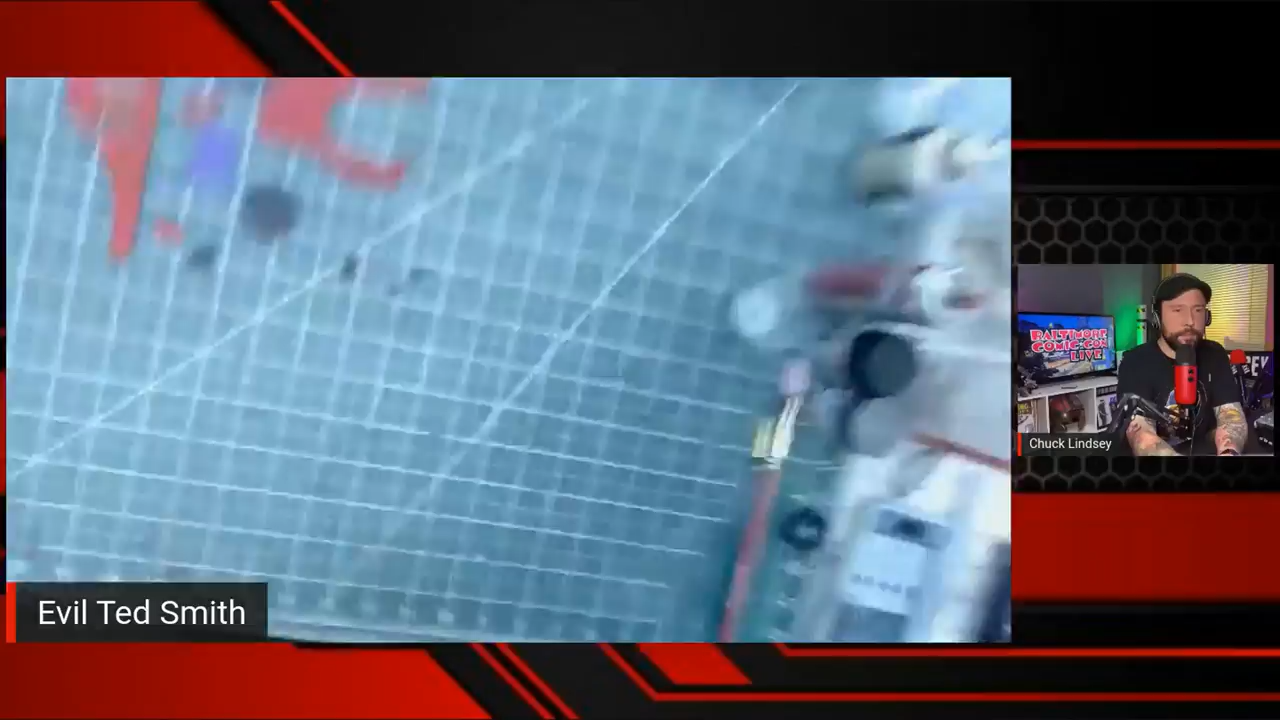 Evil Ted Smith
BALTIMORE
COMIC-CON
LIVE
Chuck Lindsey